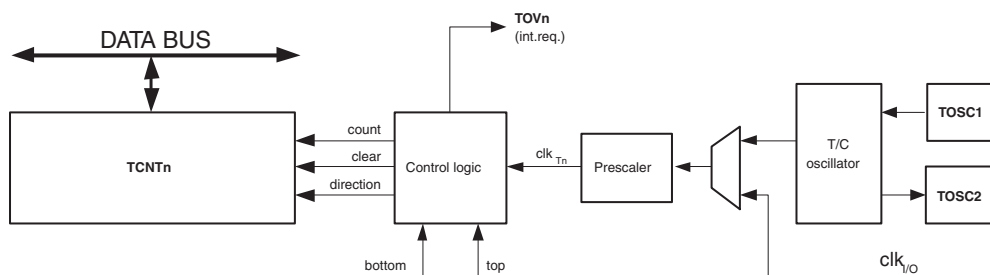 TOVn
(int.req.)
DATA BUS
TOSC1
count
T/C
oscillator
clear
clk Tn
TCNTn
Control logic
Prescaler
direction
TOSC2
bottom
top
clk I/O